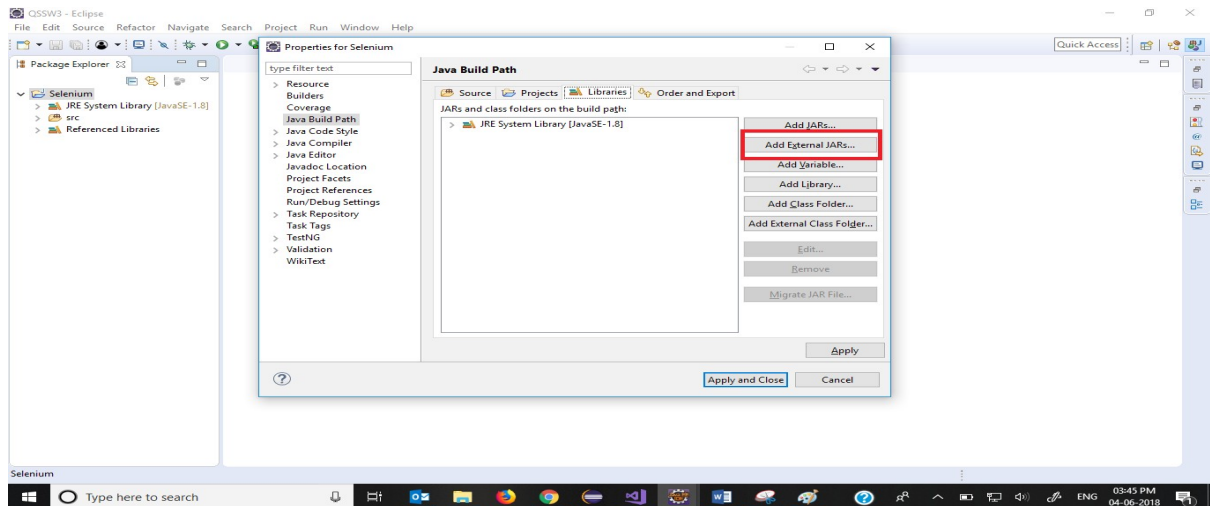 QSSW3 - Eclipse
File Edit Source Refactor Navigate Search Project Run Window Help
Quick Access
Package Explorer
Selenium
JRE System Library [JavaSE-1.8]
src
Referenced Libraries
Properties for Selenium
type filter text
Resource
Builders
Coverage
Java Build Path
Java Code Style
Java Compiler
Java Editor
Javadoc Location
Project Facets
Project References
Run/Debug Settings
Task Repository
Task Tags
TestNG
Validation
WikiText
Java Build Path
Source Projects Libraries Order and Export
JARs and class folders on the build path:
JRE System Library [JavaSE-1.8]
Add JARs...
Add External JARs...
Add Variable...
Add Library...
Add Class Folder...
Add External Class Folder...
Edit...
Remove
Migrate JAR File...
Apply
Apply and Close Cancel
Selenium
Type here to search
ENG
03:45 PM
04-06-2018